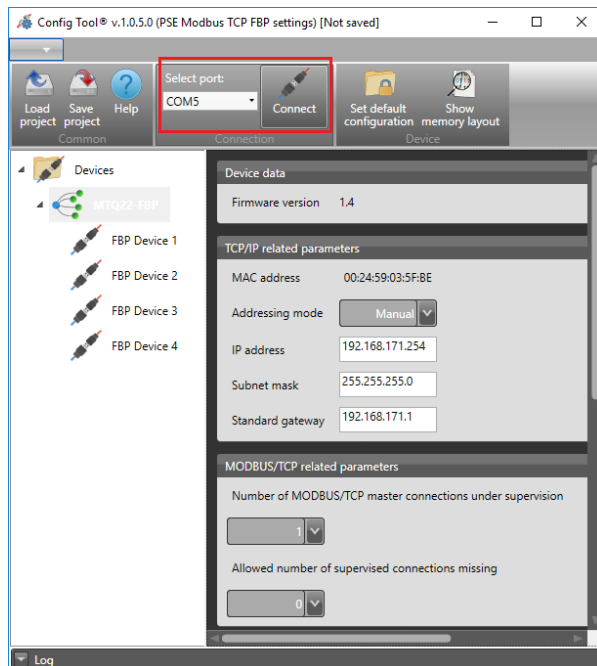 Config Tool® v.1.0.5.0 (PSE Modbus TCP FBP settings) [Not saved]
Load project
Save project
Help
Common
Select port:
COM5
Connect
Connection
Set default configuration
Show memory layout
Device
Devices
MTQ22-FBP
FBP Device 1
FBP Device 2
FBP Device 3
FBP Device 4
Device data
Firmware version 1.4
TCP/IP related parameters
MAC address 00:24:59:03:5F:BE
Addressing mode Manual
IP address 192.168.171.254
Subnet mask 255.255.255.0
Standard gateway 192.168.171.1
MODBUS/TCP related parameters
Number of MODBUS/TCP master connections under supervision
1
Allowed number of supervised connections missing
0
Log